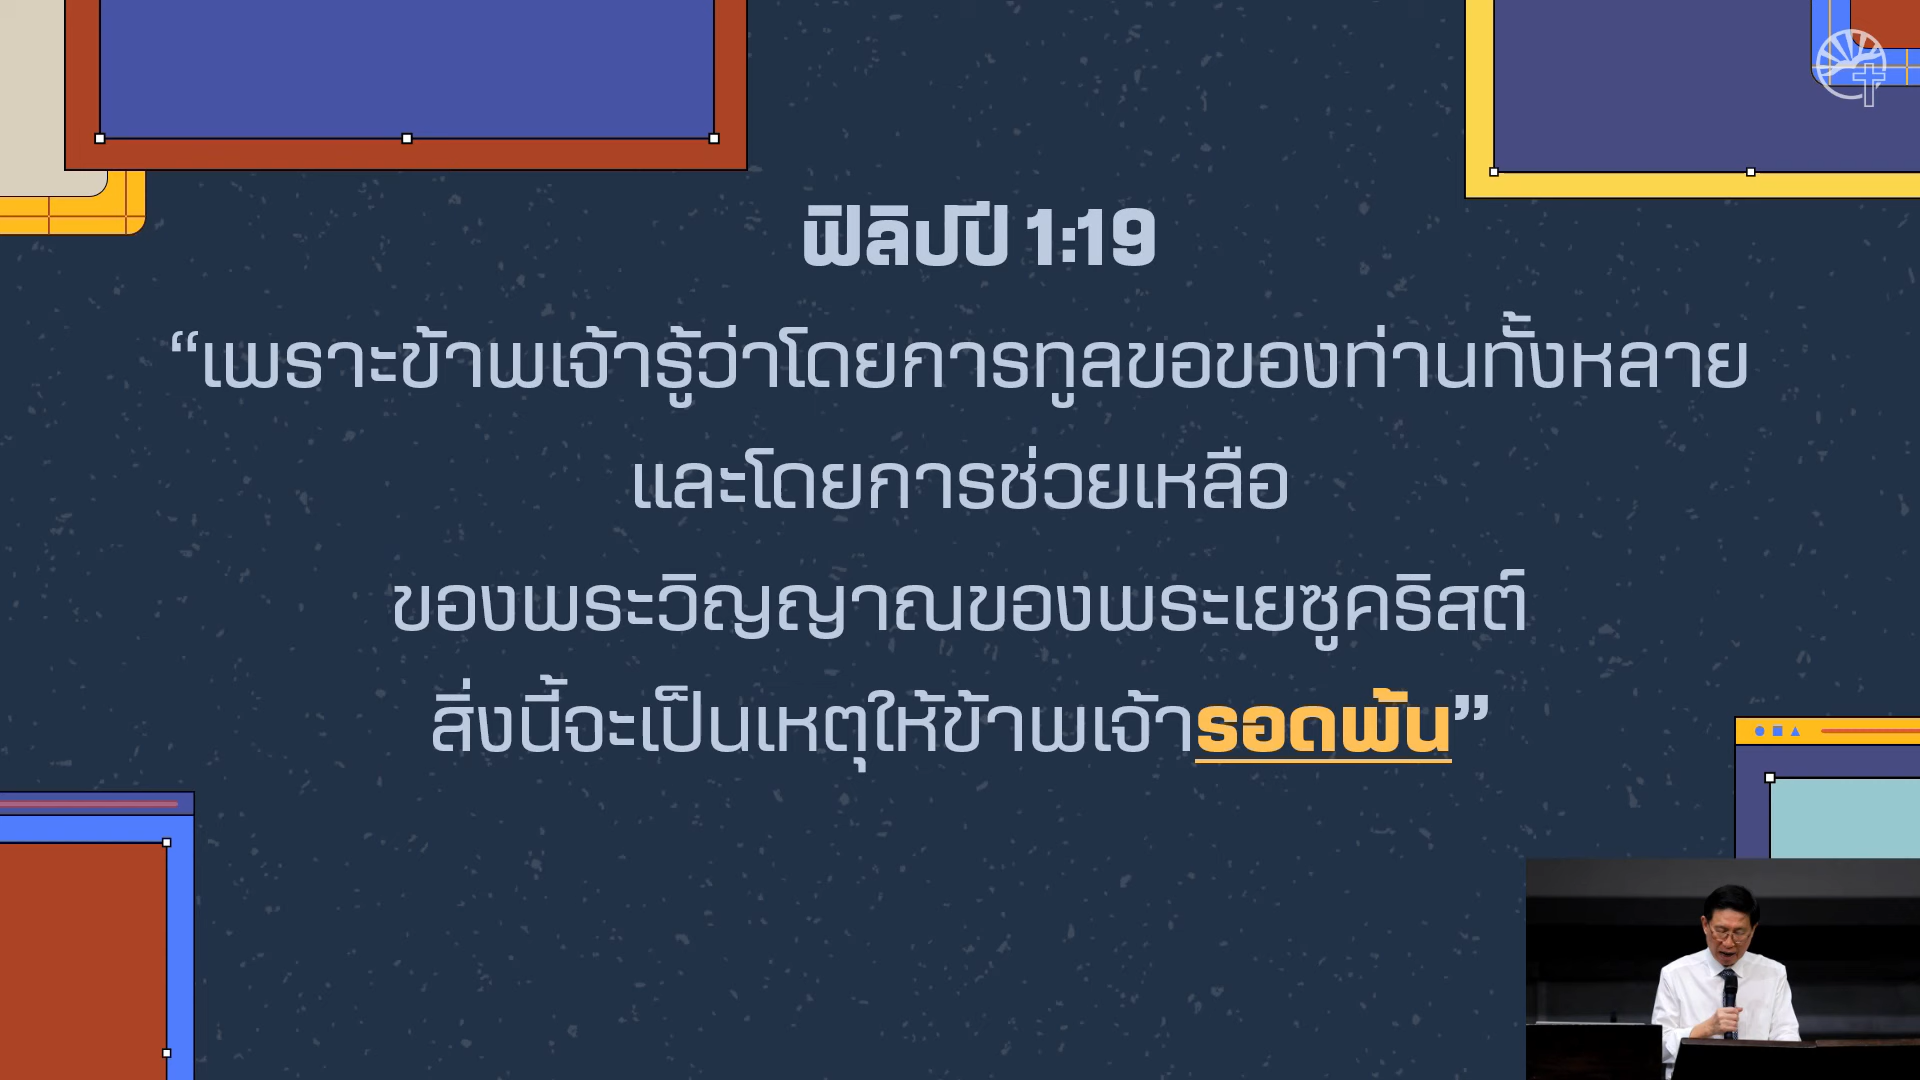 ฟิลิปปี 1:19
“เพราะข้าพเจ้ารู้ว่าโดยการทูลขอของท่านทั้งหลาย
และโดยการช่วยเหลือ
ของพระวิญญาณของพระเยซูคริสต์
สิ่งนี้จะเป็นเหตุให้ข้าพเจ้ารอดพ้น”